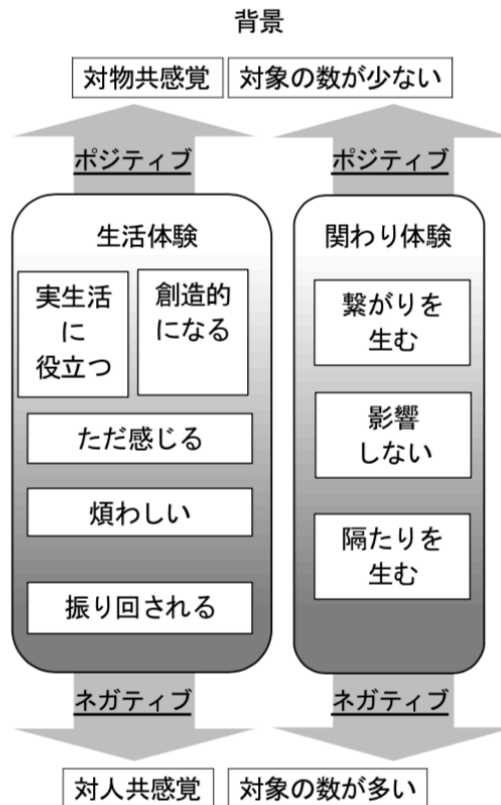 背景
対物共感覚 対象の数が少ない
ポジティブ ポジティブ
生活体験
実生活
に
役立つ
創造的
になる
ただ感じる
煩わしい
振り回される
関わり体験
繋がりを
生む
影響
しない
隔たりを
生む
ネガティブ ネガティブ
対人共感覚 対象の数が多い